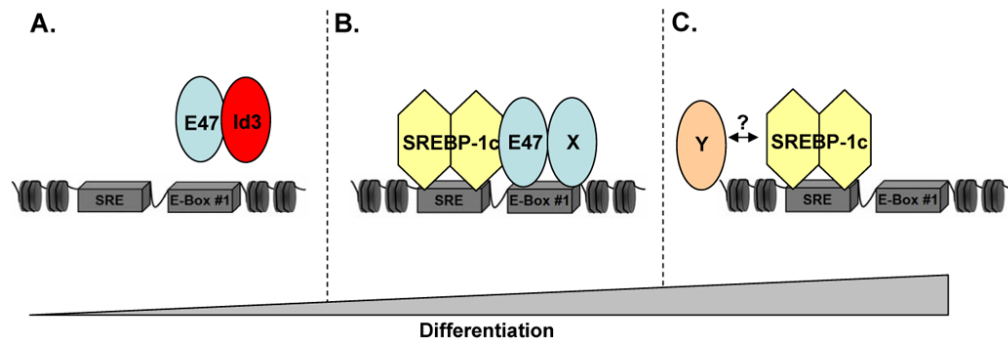 A.
E47 Id3
SRE E-Box #1
B.
SREBP-1c E47 X
SRE E-Box #1
C.
Y ? SREBP-1c
SRE E-Box #1
Differentiation